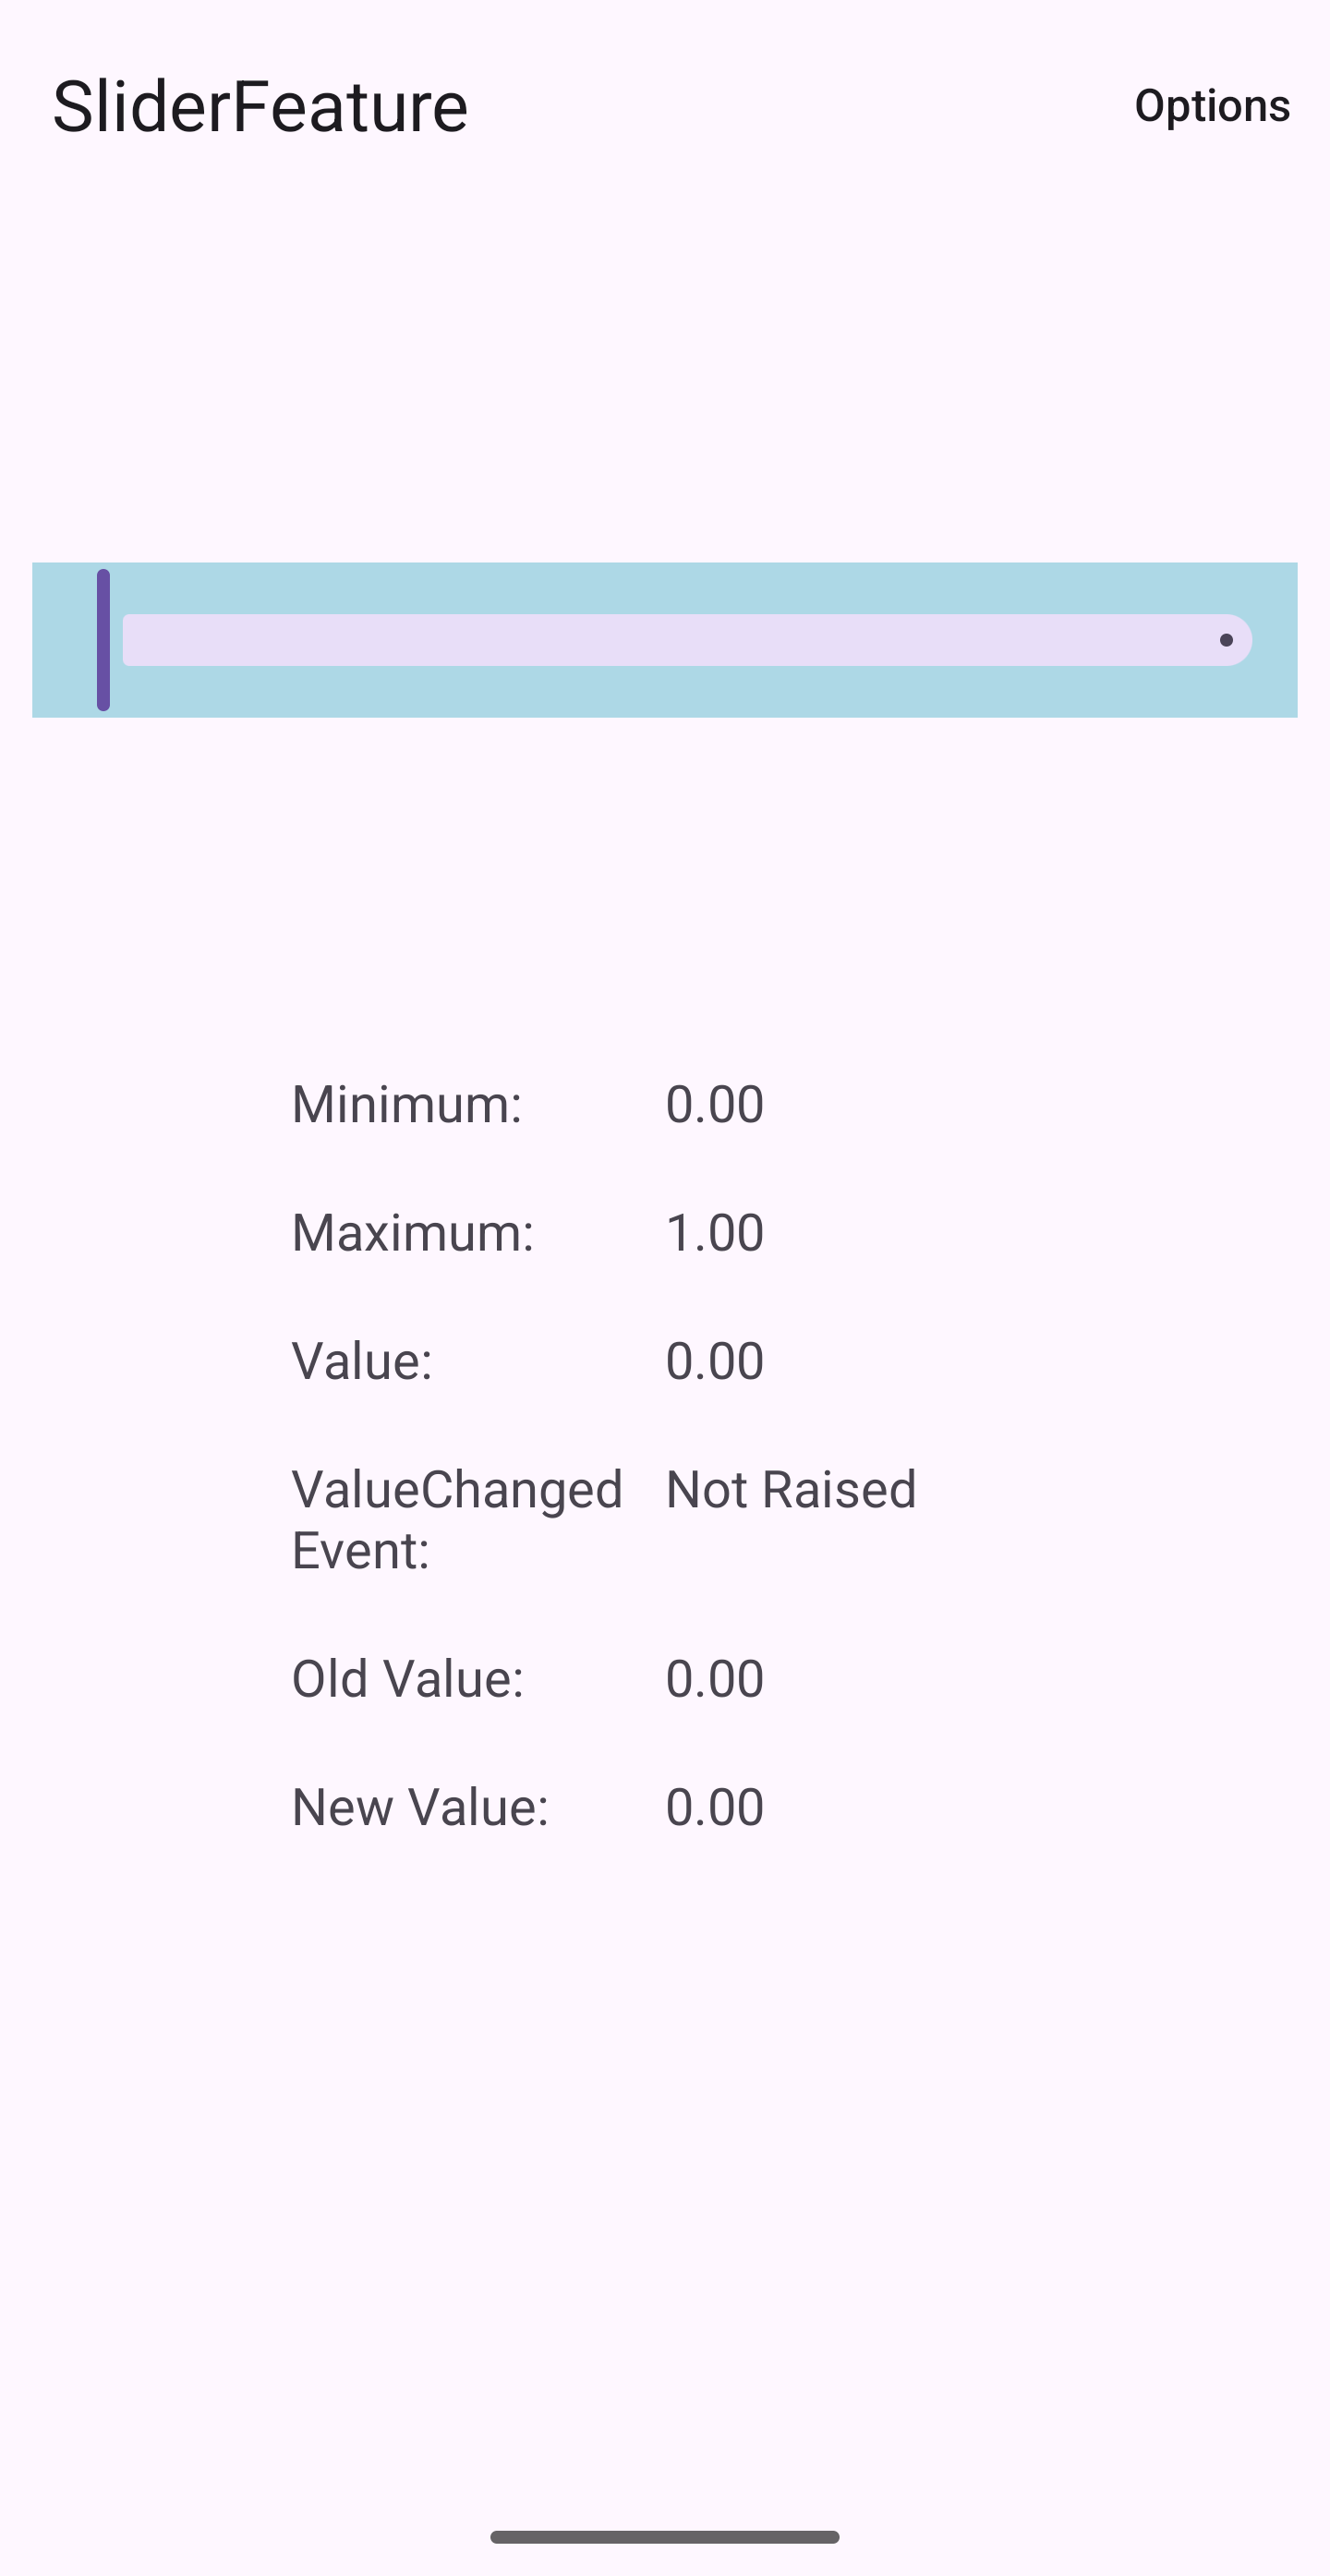 SliderFeature
Options
Minimum: 0.00
Maximum: 1.00
Value: 0.00
ValueChanged Not Raised
Event:
Old Value: 0.00
New Value: 0.00